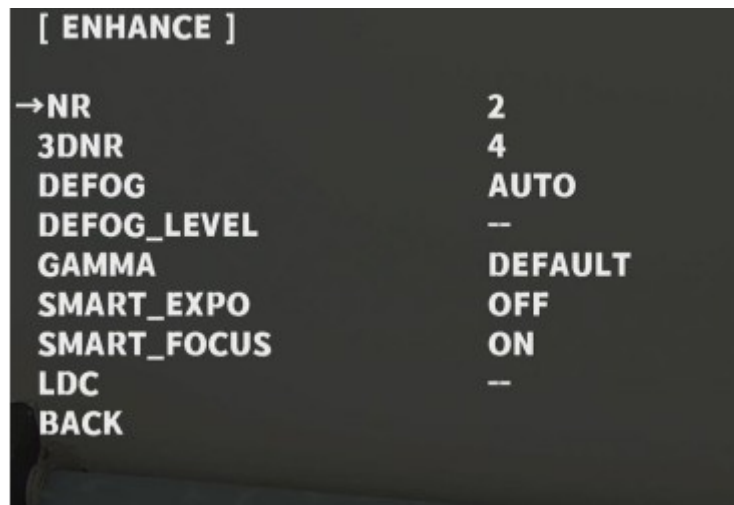 [ ENHANCE ]
→NR 2
3DNR 4
DEFOG AUTO
DEFOG_LEVEL --
GAMMA DEFAULT
SMART_EXPO OFF
SMART_FOCUS ON
LDC --
BACK